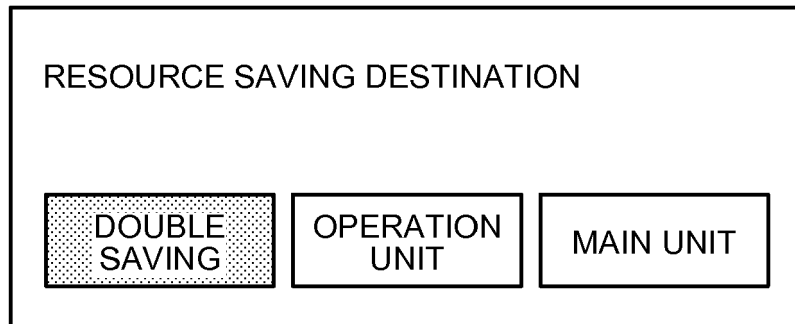 RESOURCE SAVING DESTINATION
DOUBLE
SAVING
OPERATION
UNIT
MAIN UNIT